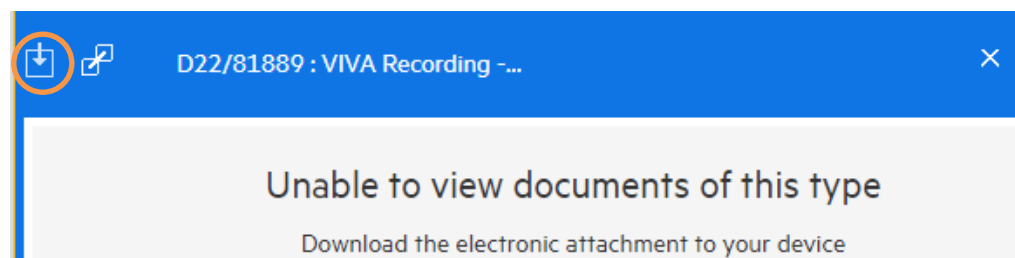 D22/81889 : VIVA Recording -...
Unable to view documents of this type
Download the electronic attachment to your device